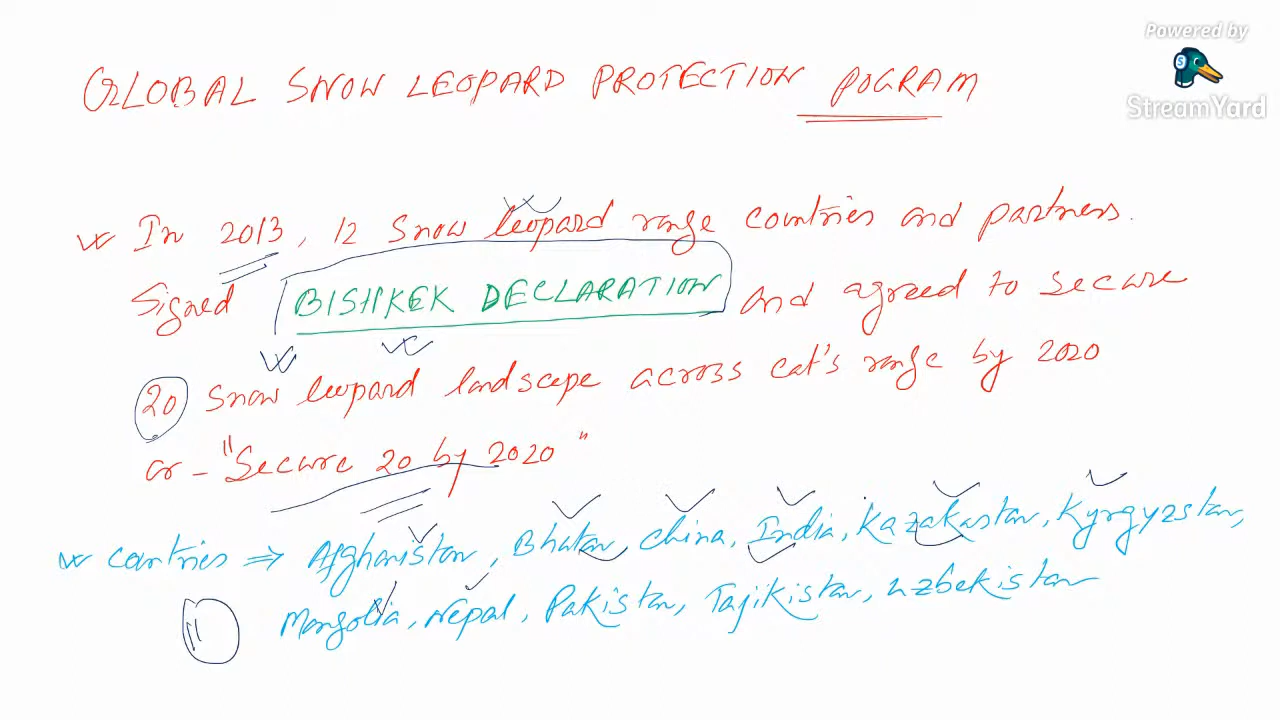 Powered by
StreamYard
GLOBAL SNOW LEOPARD PROTECTION POGRAM
In 2013, 12 Snow leopard range countries and partners.
Signed BISHKEK DECLARATION and agreed to secure
20 Snow leopard landscape across cat's range by 2020
or - "Secure 20 by 2020"
countries ⇒ Afghanistan, Bhutan, China, India, Kazakastan, Kyrgyzstan,
11 Mangolia, Nepal, Pakistan, Tajikistan, uzbekistan